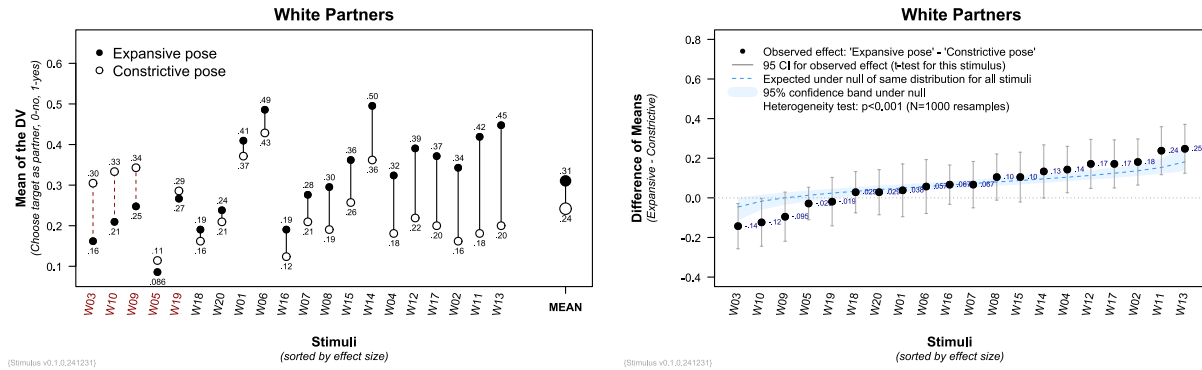 White Partners
Mean of the DV
(Choose target as partner, 0-no, 1-yes)
0.6
0.5
0.4
0.3
0.2
0.1
Expansive pose
Constrictive pose
.30 .16
.33 .21
.34 .25
.11 .086
.29 .27
.19 .16
.24 .21
.41 .37
.49 .43
.19 .12
.28 .21
.30 .19
.36 .26
.50 .36
.32 .18
.39 .22
.37 .20
.34 .16
.42 .18
.45 .20
.31 .24
W03 W10 W09 W05 W19 W18 W20 W01 W06 W16 W07 W08 W15 W14 W04 W12 W17 W02 W11 W13 MEAN
Stimuli
(sorted by effect size)
{Stimulus v0.1.0.241231}
White Partners
Difference of Means
(Expansive - Constrictive)
0.8
0.6
0.4
0.2
0.0
-0.2
-0.4
Observed effect: 'Expansive pose' - 'Constrictive pose'
95 CI for observed effect (t-test for this stimulus)
Expected under null of same distribution for all stimuli
95% confidence band under null
Heterogeneity test: p<0.001 (N=1000 resamples)
-.14 -.12 -.095 -.019 .029 .029 .038 .057 .067 .067 .10 .10 .13 .14 .17 .17 .18 .24 .25
W03 W10 W09 W05 W19 W18 W20 W01 W06 W16 W07 W08 W15 W14 W04 W12 W17 W02 W11 W13
Stimuli
(sorted by effect size)
{Stimulus v0.1.0.241231}